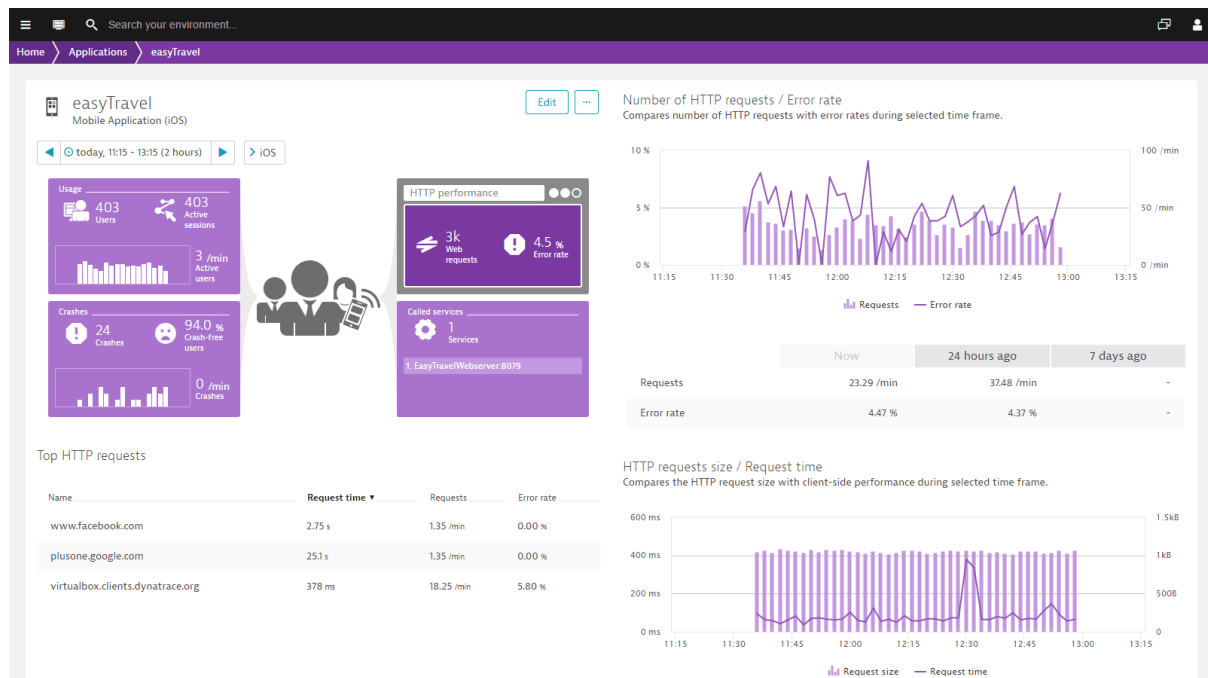 Search your environment...
Home Applications easyTravel
easyTravel
Mobile Application (iOS)
Edit ...
today, 11:15 - 13:15 (2 hours) iOS
Usage
403 Users
403 Active sessions
3 /min Active users
Crashes
24 Crashes
94.0 % Crash-free users
0 /min Crashes
HTTP performance
3k Web requests
4.5 % Error rate
Called services
1 Services
1. EasyTravelWebserver:8079
Top HTTP requests
Name Request time ▼ Requests Error rate
www.facebook.com 2.75 s 1.35 /min 0.00 %
plusone.google.com 25.1 s 1.35 /min 0.00 %
virtualbox.clients.dynatrace.org 378 ms 18.25 /min 5.80 %
Number of HTTP requests / Error rate
Compares number of HTTP requests with error rates during selected time frame.
10 % 100 /min
5 % 50 /min
0 % 0 /min
11:15 11:30 11:45 12:00 12:15 12:30 12:45 13:00 13:15
Requests Error rate
Now 24 hours ago 7 days ago
Requests 23.29 /min 37.48 /min -
Error rate 4.47 % 4.37 % -
HTTP requests size / Request time
Compares the HTTP request size with client-side performance during selected time frame.
600 ms 1.5kB
400 ms 1kB
200 ms 500B
0 ms 0
11:15 11:30 11:45 12:00 12:15 12:30 12:45 13:00 13:15
Request size Request time